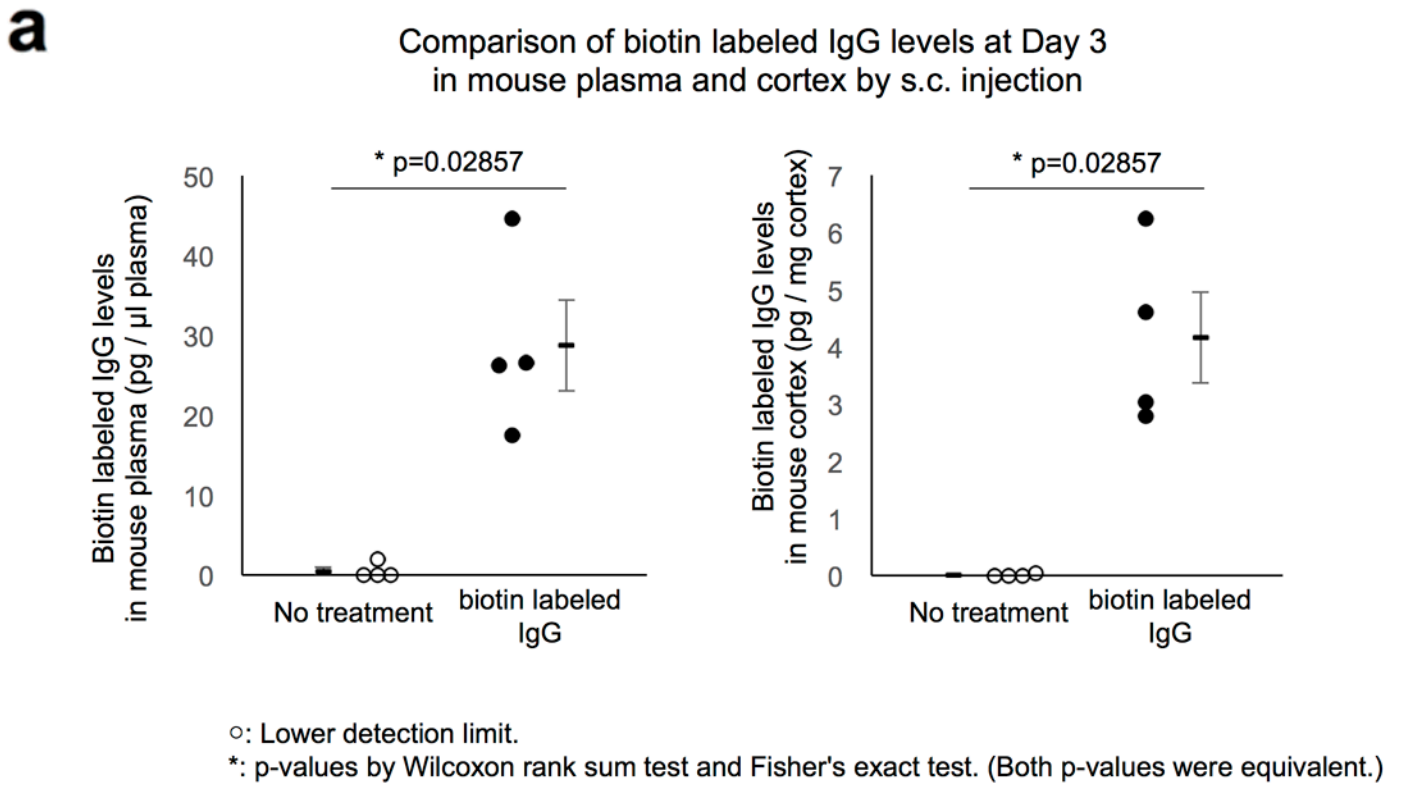 a
Comparison of biotin labeled IgG levels at Day 3
in mouse plasma and cortex by s.c. injection
Biotin labeled IgG levels
in mouse plasma (pg / μl plasma)
50
40
30
20
10
0
* p=0.02857
No treatment
biotin labeled
IgG
Biotin labeled IgG levels
in mouse cortex (pg / mg cortex)
7
6
5
4
3
2
1
0
* p=0.02857
No treatment
biotin labeled
IgG
○: Lower detection limit.
*: p-values by Wilcoxon rank sum test and Fisher's exact test. (Both p-values were equivalent.)